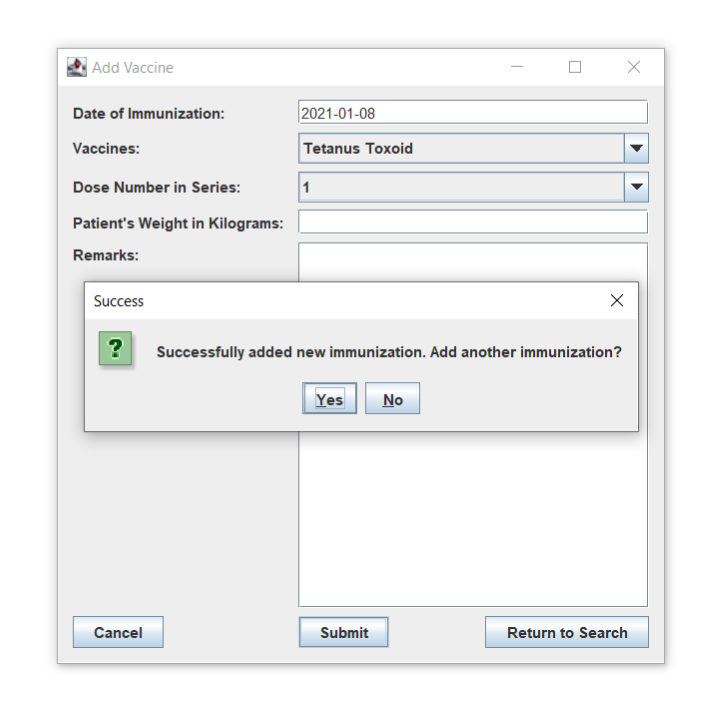 Add Vaccine
Date of Immunization: 2021-01-08
Vaccines: Tetanus Toxoid
Dose Number in Series: 1
Patient's Weight in Kilograms:
Remarks:
Success
? Successfully added new immunization. Add another immunization?
Yes No
Cancel Submit Return to Search